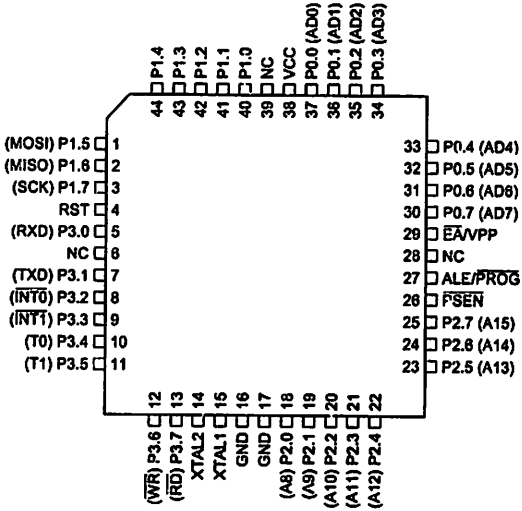 P1.4
P1.3
P1.2
P1.1
P1.0
NC
VCC
P0.0 (AD0)
P0.1 (AD1)
P0.2 (AD2)
P0.3 (AD3)
44
43
42
41
40
39
38
37
36
35
34
(MOSI) P1.5 1
(MISO) P1.6 2
(SCK) P1.7 3
RST 4
(RXD) P3.0 5
NC 6
(TXD) P3.1 7
(INT0) P3.2 8
(INT1) P3.3 9
(T0) P3.4 10
(T1) P3.5 11
33 P0.4 (AD4)
32 P0.5 (AD5)
31 P0.6 (AD6)
30 P0.7 (AD7)
29 EA/VPP
28 NC
27 ALE/PROG
26 PSEN
25 P2.7 (A15)
24 P2.6 (A14)
23 P2.5 (A13)
12
13
14
15
16
17
18
19
20
21
22
(WR) P3.6
(RD) P3.7
XTAL2
XTAL1
GND
GND
(A8) P2.0
(A9) P2.1
(A10) P2.2
(A11) P2.3
(A12) P2.4